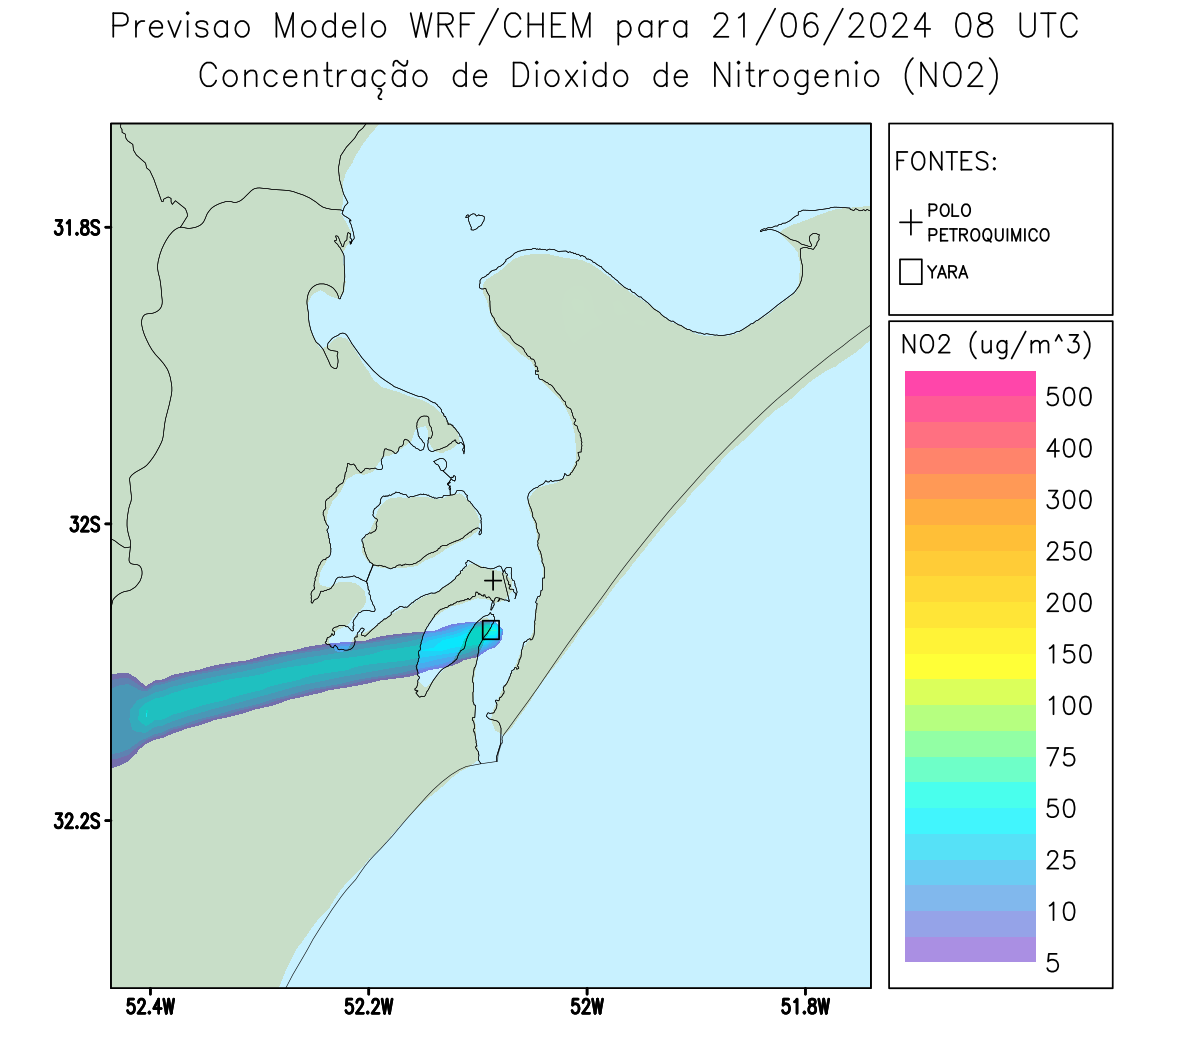 Previsao Modelo WRF/CHEM para 21/06/2024 08 UTC
Concentração de Dioxido de Nitrogenio (NO2)
FONTES:
POLO
PETROQUIMICO
YARA
31.8S
32S
32.2S
52.4W
52.2W
52W
51.8W
NO2 (ug/m^3)
500
400
300
250
200
150
100
75
50
25
10
5